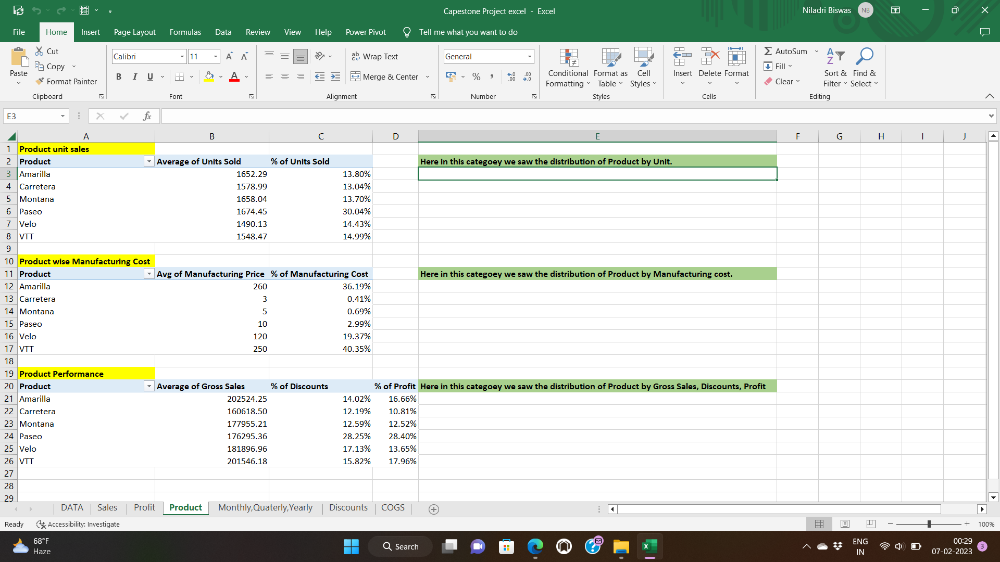 Capestone Project excel - Excel
Niladri Biswas NB
File Home Insert Page Layout Formulas Data Review View Help Power Pivot Tell me what you want to do
Paste Cut Copy Format Painter
Calibri 11
B I U A
ab Wrap Text
Merge & Center
General
% ,
Conditional Formatting Format as Table Cell Styles
Insert Delete Format
AutoSum Fill Clear
Sort & Filter Find & Select
Clipboard Font Alignment Number Styles Cells Editing
E3 fx
A B C D E F G H I J
1 Product unit sales
2 Product Average of Units Sold % of Units Sold Here in this categoey we saw the distribution of Product by Unit.
3 Amarilla 1652.29 13.80%
4 Carretera 1578.99 13.04%
5 Montana 1658.04 13.70%
6 Paseo 1674.45 30.04%
7 Velo 1490.13 14.43%
8 VTT 1548.47 14.99%
9
10 Product wise Manufacturing Cost
11 Product Avg of Manufacturing Price % of Manufacturing Cost Here in this categoey we saw the distribution of Product by Manufacturing cost.
12 Amarilla 260 36.19%
13 Carretera 3 0.41%
14 Montana 5 0.69%
15 Paseo 10 2.99%
16 Velo 120 19.37%
17 VTT 250 40.35%
18
19 Product Performance
20 Product Average of Gross Sales % of Discounts % of Profit Here in this categoey we saw the distribution of Product by Gross Sales, Discounts, Profit
21 Amarilla 202524.25 14.02% 16.66%
22 Carretera 160618.50 12.19% 10.81%
23 Montana 177955.21 12.59% 12.52%
24 Paseo 176295.36 28.25% 28.40%
25 Velo 181896.96 17.13% 13.65%
26 VTT 201546.18 15.82% 17.96%
27
28
29
DATA Sales Profit Product Monthly,Quaterly,Yearly Discounts COGS
Ready Accessibility: Investigate 100%
68°F
Haze
Search
ENG
IN
00:29
07-02-2023
3